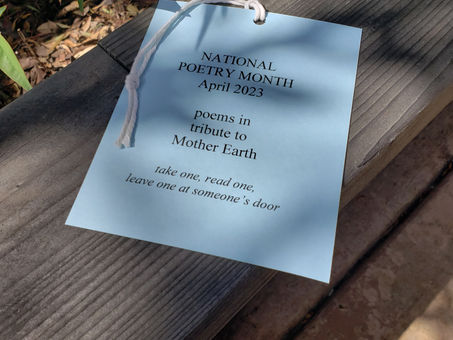 NATIONAL
POETRY MONTH
April 2023
poems in
tribute to
Mother Earth
take one, read one,
leave one at someone's door